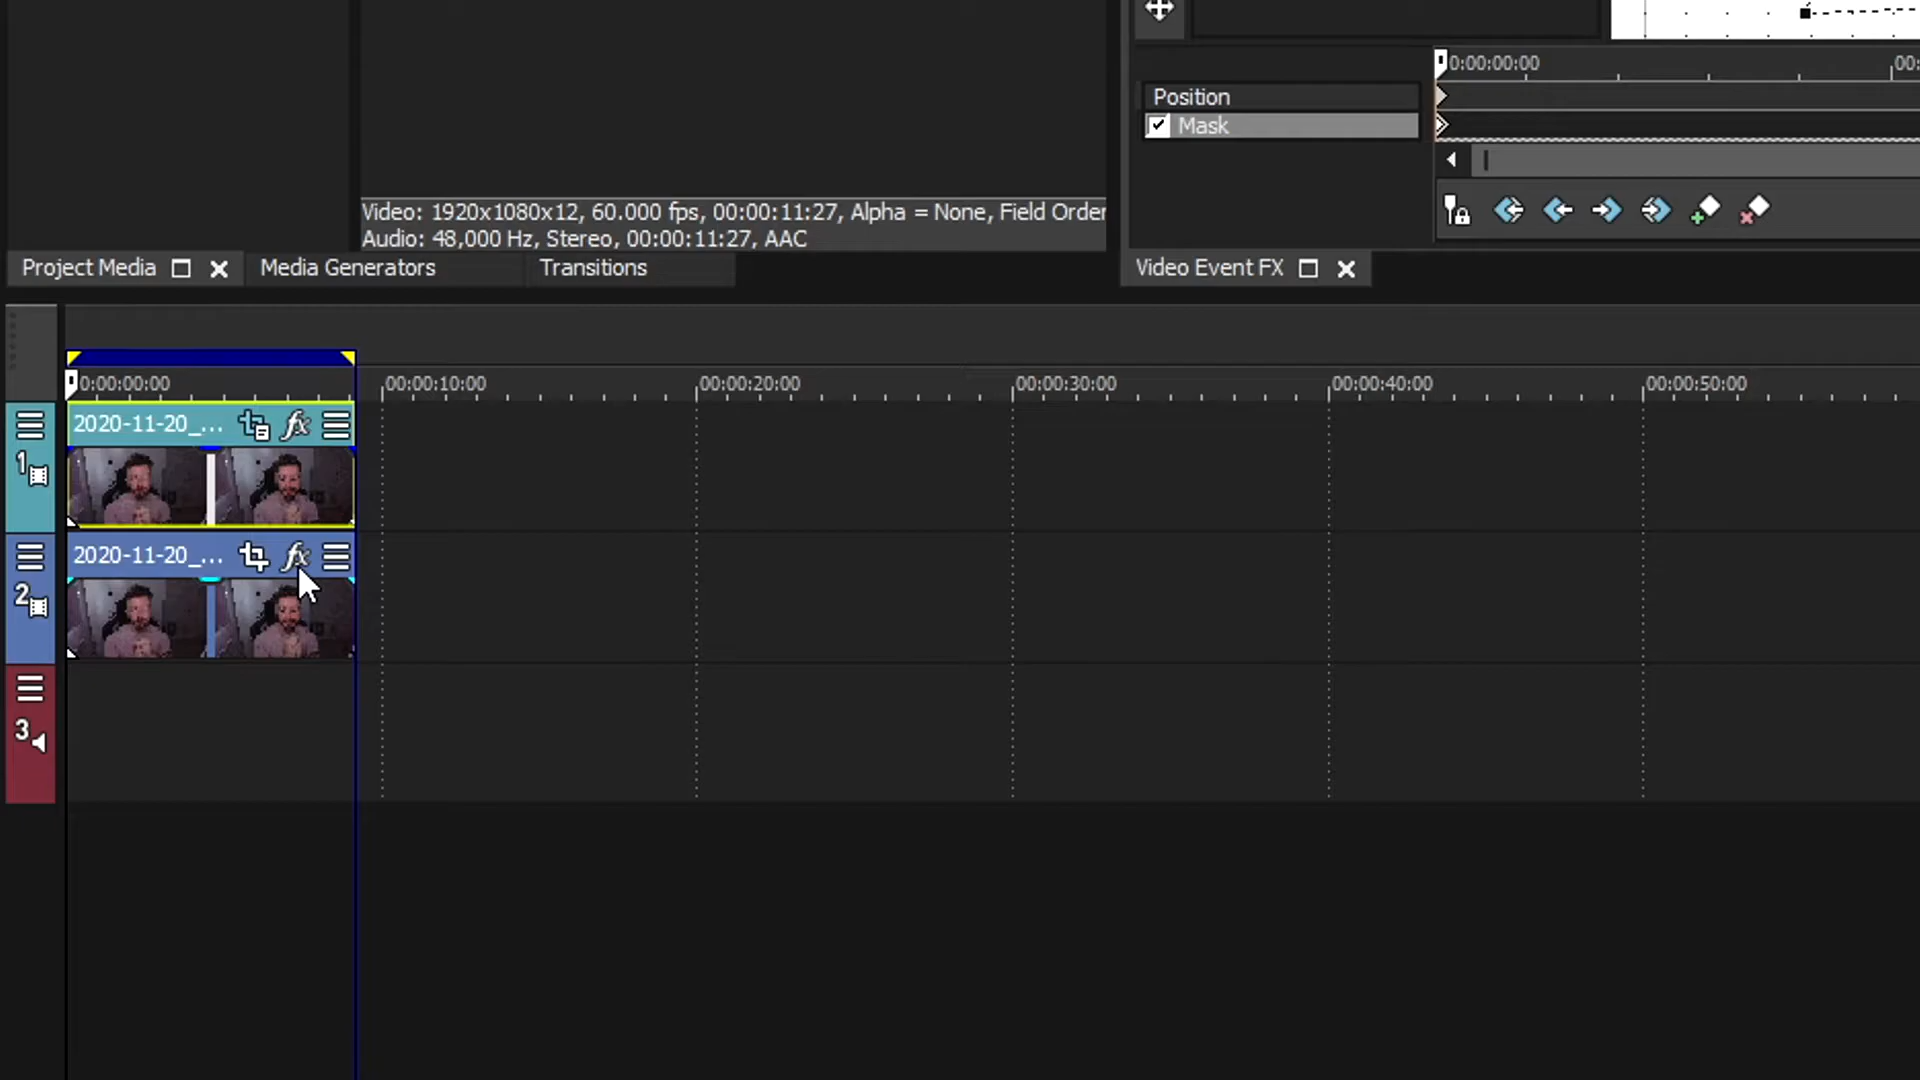 0:00:00:00
00:
Position
Mask
Video: 1920x1080x12, 60.000 fps, 00:00:11:27, Alpha = None, Field Order
Audio: 48,000 Hz, Stereo, 00:00:11:27, AAC
Project Media
Media Generators
Transitions
Video Event FX
0:00:00:00
00:00:10:00
00:00:20:00
00:00:30:00
00:00:40:00
00:00:50:00
2020-11-20_...
fx
1
2020-11-20_...
fx
2
3